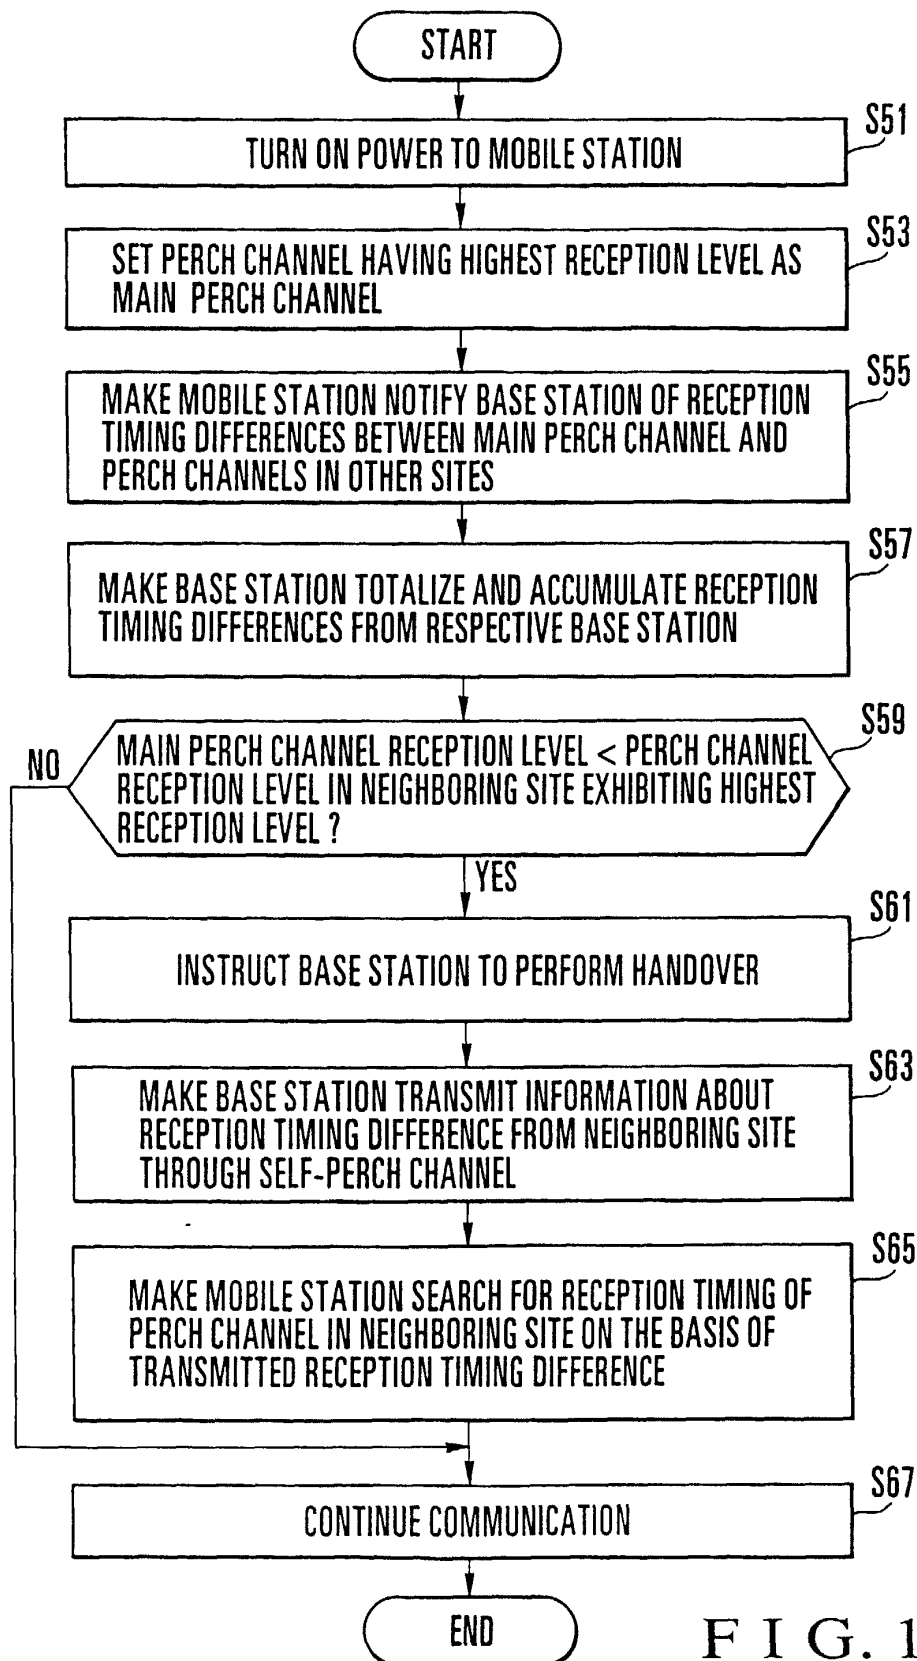 START
S51
TURN ON POWER TO MOBILE STATION
S53
SET PERCH CHANNEL HAVING HIGHEST RECEPTION LEVEL AS
MAIN PERCH CHANNEL
S55
MAKE MOBILE STATION NOTIFY BASE STATION OF RECEPTION
TIMING DIFFERENCES BETWEEN MAIN PERCH CHANNEL AND
PERCH CHANNELS IN OTHER SITES
S57
MAKE BASE STATION TOTALIZE AND ACCUMULATE RECEPTION
TIMING DIFFERENCES FROM RESPECTIVE BASE STATION
S59
NO
MAIN PERCH CHANNEL RECEPTION LEVEL < PERCH CHANNEL
RECEPTION LEVEL IN NEIGHBORING SITE EXHIBITING HIGHEST
RECEPTION LEVEL ?
YES
S61
INSTRUCT BASE STATION TO PERFORM HANDOVER
S63
MAKE BASE STATION TRANSMIT INFORMATION ABOUT
RECEPTION TIMING DIFFERENCE FROM NEIGHBORING SITE
THROUGH SELF-PERCH CHANNEL
S65
MAKE MOBILE STATION SEARCH FOR RECEPTION TIMING OF
PERCH CHANNEL IN NEIGHBORING SITE ON THE BASIS OF
TRANSMITTED RECEPTION TIMING DIFFERENCE
S67
CONTINUE COMMUNICATION
END
FIG. 1